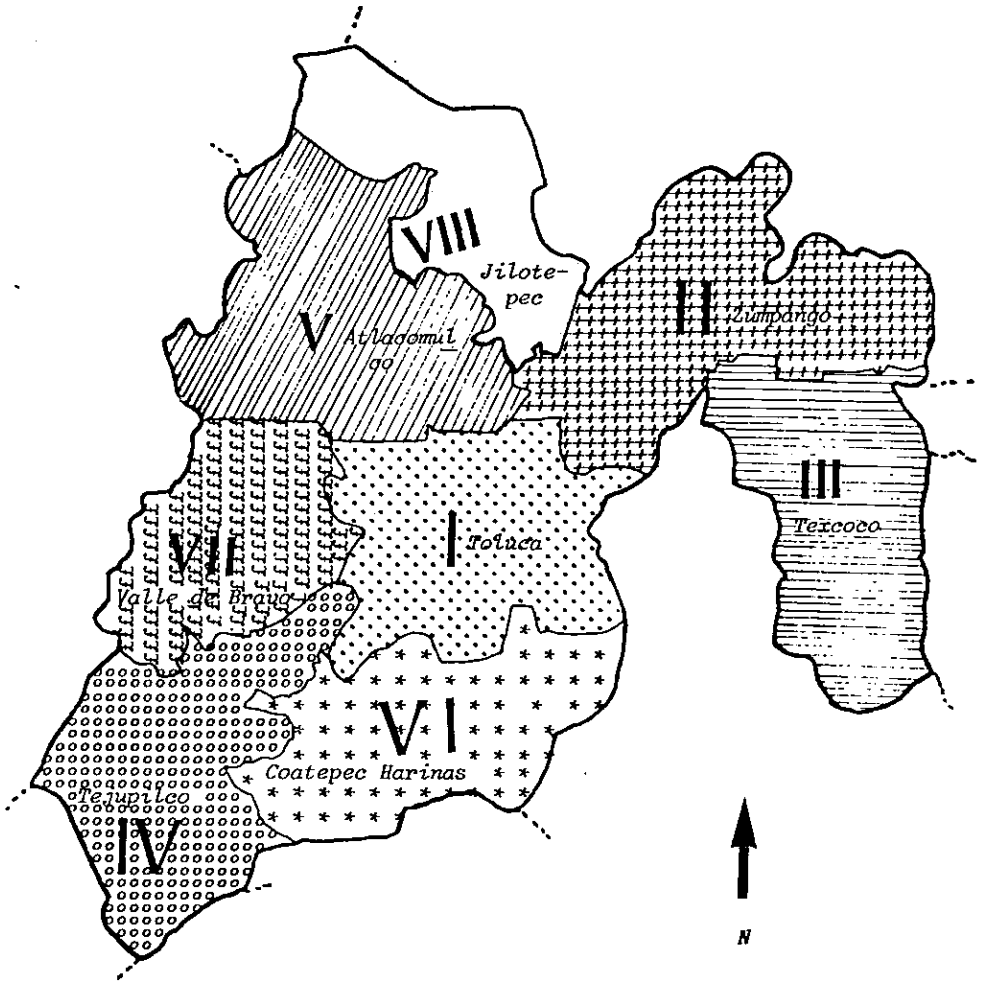 VIII
Jilote-
pec
II
Zumpango
V
Atlacomul
co
III
Texcoco
I
Toluca
VII
Valle de Bravo
VI
Coatepec Harinas
Tejupilco
IV
N